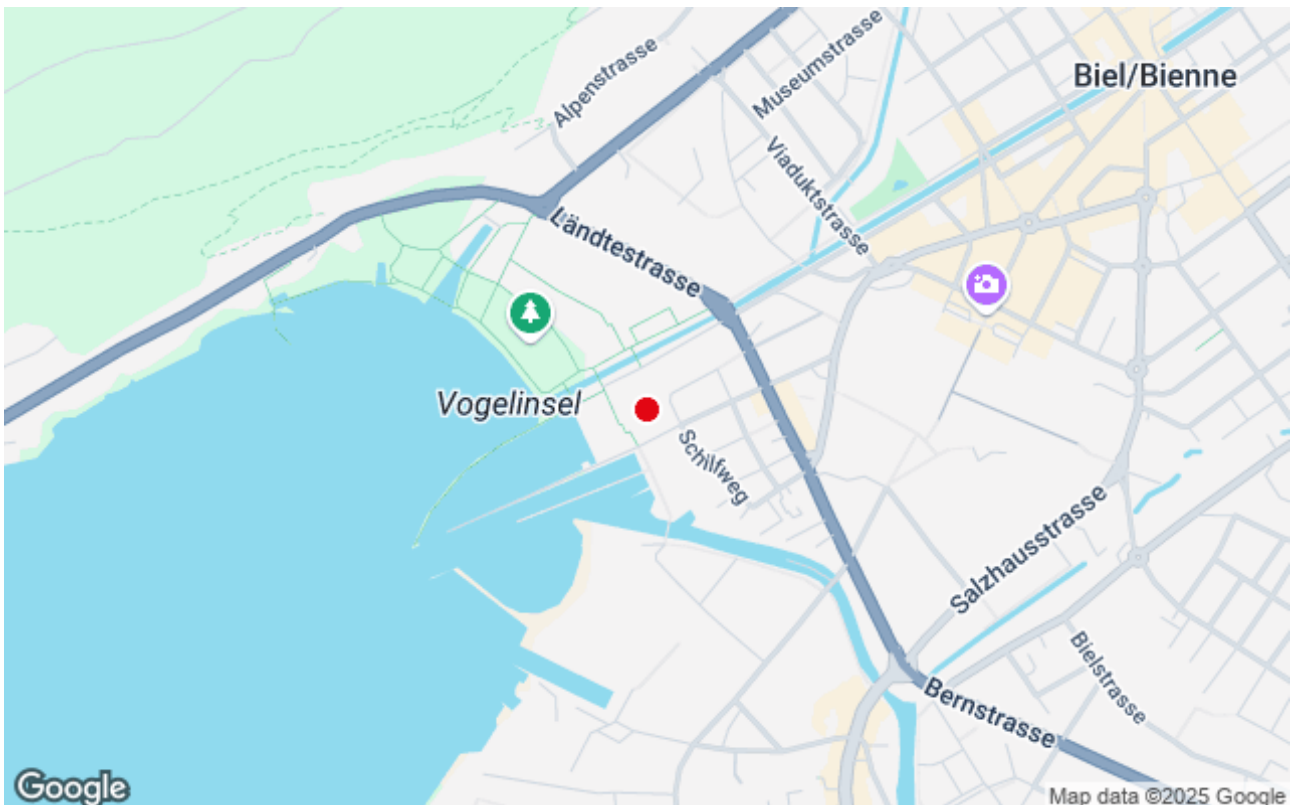 Alpenstrasse
Museumstrasse
Biel/Bienne
Viaduktstrasse
Ländtestrasse
Vogelinsel
Schilfweg
Salzhausstrasse
Bielstrasse
Bernstrasse
Google
Map data ©2025 Google